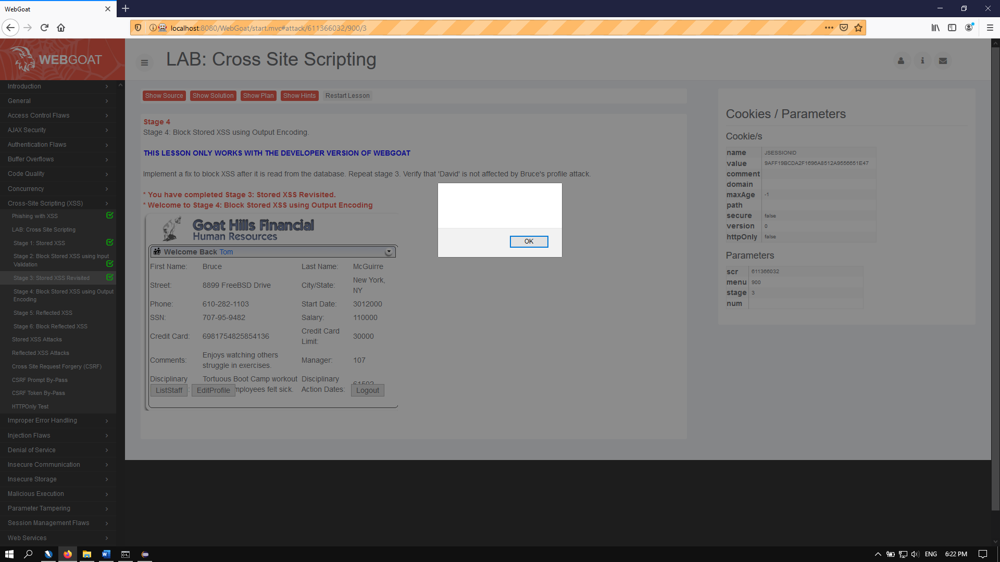 WebGoat
localhost:8080/WebGoat/start.mvc#attack/611366032/900/3
WEBGOAT
LAB: Cross Site Scripting
Introduction
General
Access Control Flaws
AJAX Security
Authentication Flaws
Buffer Overflows
Code Quality
Concurrency
Cross-Site Scripting (XSS)
Phishing with XSS
LAB: Cross Site Scripting
Stage 1: Stored XSS
Stage 2: Block Stored XSS using Input
Validation
Stage 3: Stored XSS Revisited
Stage 4: Block Stored XSS using Output
Encoding
Stage 5: Reflected XSS
Stage 6: Block Reflected XSS
Stored XSS Attacks
Reflected XSS Attacks
Cross Site Request Forgery (CSRF)
CSRF Prompt By-Pass
CSRF Token By-Pass
HTTPOnly Test
Improper Error Handling
Injection Flaws
Denial of Service
Insecure Communication
Insecure Storage
Malicious Execution
Parameter Tampering
Session Management Flaws
Web Services
Show Source Show Solution Show Plan Show Hints Restart Lesson
Stage 4
Stage 4: Block Stored XSS using Output Encoding.
THIS LESSON ONLY WORKS WITH THE DEVELOPER VERSION OF WEBGOAT
Implement a fix to block XSS after it is read from the database. Repeat stage 3. Verify that 'David' is not affected by Bruce's profile attack.
* You have completed Stage 3: Stored XSS Revisited.
* Welcome to Stage 4: Block Stored XSS using Output Encoding
Goat Hills Financial
Human Resources
Welcome Back Tom
First Name: Bruce Last Name: McGuirre
Street: 8899 FreeBSD Drive City/State: New York,
NY
Phone: 610-282-1103 Start Date: 3012000
SSN: 707-95-9482 Salary: 110000
Credit Card: 6981754825854136 Credit Card
Limit: 30000
Comments: Enjoys watching others
struggle in exercises. Manager: 107
Disciplinary Tortuous Boot Camp workout Disciplinary
: mployees felt sick. Action Dates: 61502
ListStaff EditProfile Logout
OK
Cookies / Parameters
Cookie/s
name JSESSIONID
value 9AFF19BCDA2F1696A8512A9556651E47
comment
domain
maxAge -1
path
secure false
version 0
httpOnly false
Parameters
scr 611366032
menu 900
stage 3
num
ENG 6:22 PM